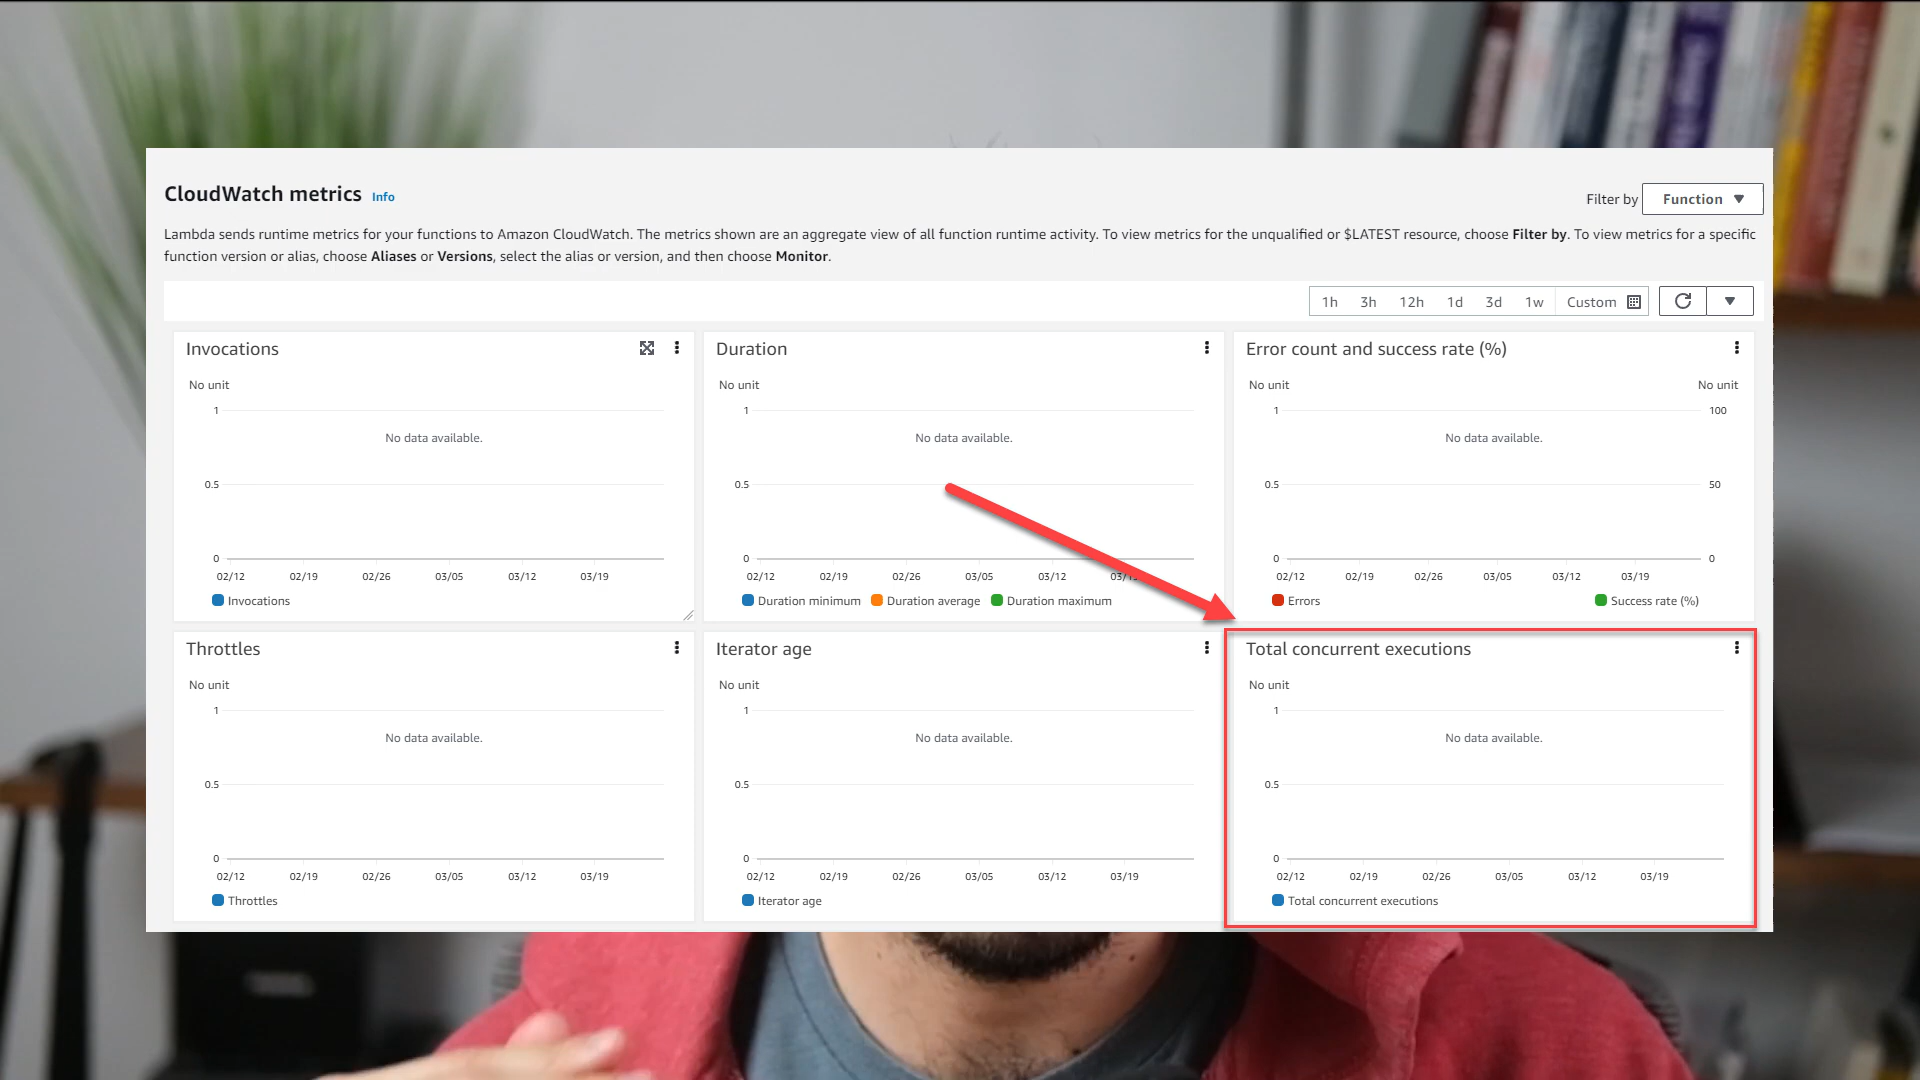 CloudWatch metrics Info
Filter by Function
Lambda sends runtime metrics for your functions to Amazon CloudWatch. The metrics shown are an aggregate view of all function runtime activity. To view metrics for the unqualified or $LATEST resource, choose Filter by. To view metrics for a specific
function version or alias, choose Aliases or Versions, select the alias or version, and then choose Monitor.
1h 3h 12h 1d 3d 1w Custom
Invocations
No unit
1
No data available.
0.5
0
02/12 02/19 02/26 03/05 03/12 03/19
Invocations
Duration
No unit
1
No data available.
0.5
0
02/12 02/19 02/26 03/05 03/12
Duration minimum Duration average Duration maximum
Error count and success rate (%)
No unit No unit
1 100
No data available.
0.5 50
0 0
02/12 02/19 02/26 03/05 03/12 03/19
Errors Success rate (%)
Throttles
No unit
1
No data available.
0.5
0
02/12 02/19 02/26 03/05 03/12 03/19
Throttles
Iterator age
No unit
1
No data available.
0.5
0
02/12 02/19 02/26 03/05 03/12 03/19
Iterator age
Total concurrent executions
No unit
1
No data available.
0.5
0
02/12 02/19 02/26 03/05 03/12 03/19
Total concurrent executions